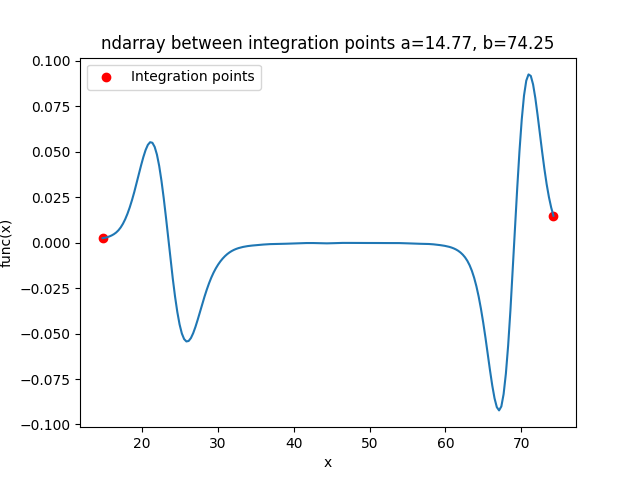 ndarray between integration points a=14.77, b=74.25
Integration points
func(x)
0.100
0.075
0.050
0.025
0.000
−0.025
−0.050
−0.075
−0.100
20 30 40 50 60 70
x